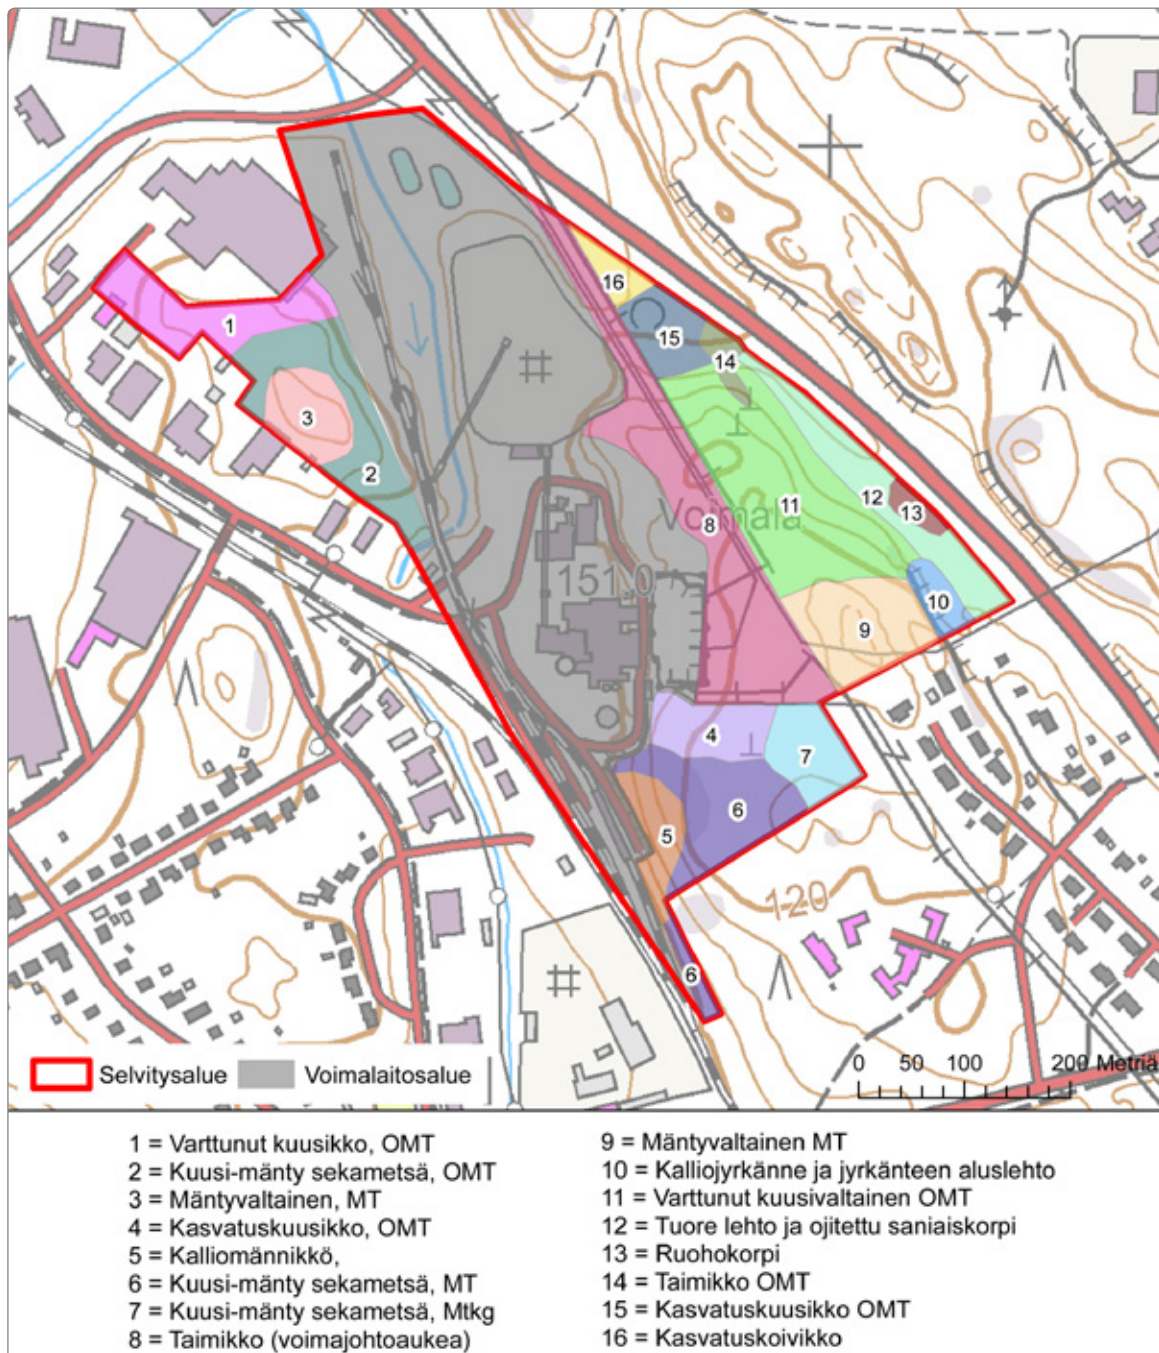 16
15
1
14
3
2
12
11
13
Voimala
8
151.0
10
9
4
7
6
5
120
6
Selvitysalue
Voimalaitosalue
0 50 100 200 Metriä
1 = Varttunut kuusikko, OMT
2 = Kuusi-mänty sekametsä, OMT
3 = Mäntyvaltainen, MT
4 = Kasvatuskuusikko, OMT
5 = Kalliomännikkö,
6 = Kuusi-mänty sekametsä, MT
7 = Kuusi-mänty sekametsä, Mtkg
8 = Taimikko (voimajohtoaukea)
9 = Mäntyvaltainen MT
10 = Kalliojyrkänne ja jyrkänteen aluslehto
11 = Varttunut kuusivaltainen OMT
12 = Tuore lehto ja ojitettu saniaiskorpi
13 = Ruohokorpi
14 = Taimikko OMT
15 = Kasvatuskuusikko OMT
16 = Kasvatuskoivikko